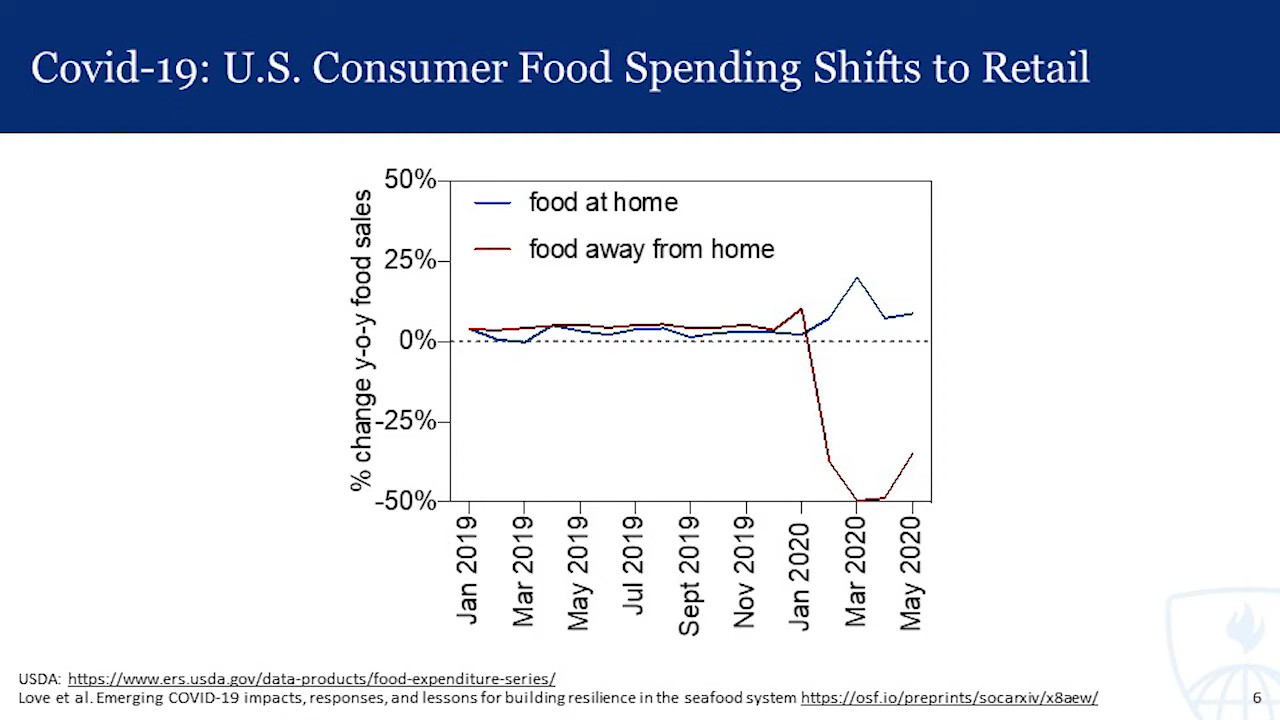 Covid-19: U.S. Consumer Food Spending Shifts to Retail
% change y-o-y food sales
50%
25%
0%
-25%
-50%
food at home
food away from home
Jan 2019
Mar 2019
May 2019
Jul 2019
Sept 2019
Nov 2019
Jan 2020
Mar 2020
May 2020
USDA: https://www.ers.usda.gov/data-products/food-expenditure-series/
Love et al. Emerging COVID-19 impacts, responses, and lessons for building resilience in the seafood system https://osf.io/preprints/socarxiv/x8aew/
6